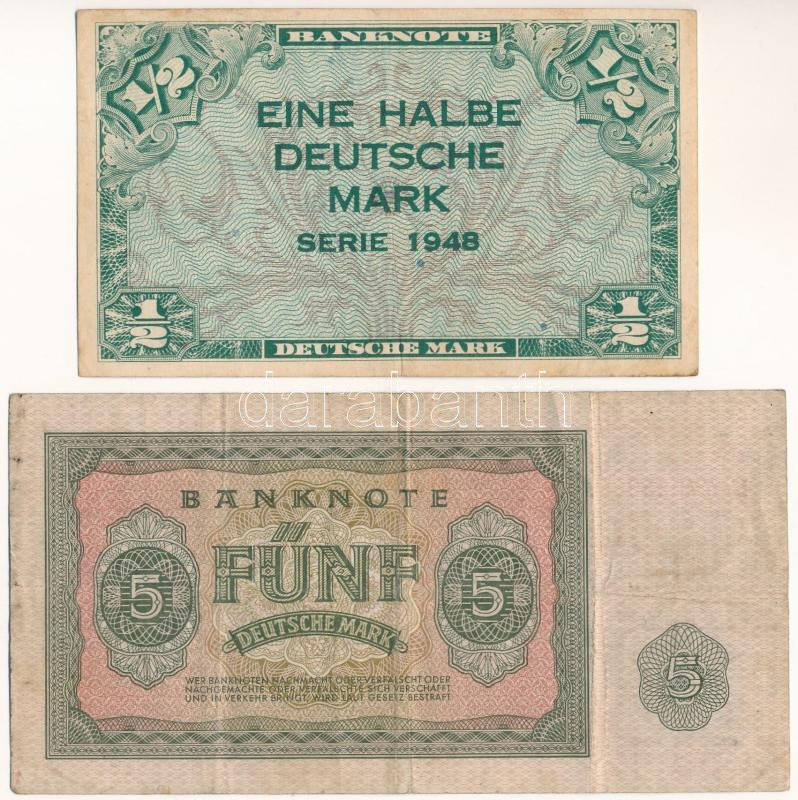 BANKNOTE
1/2
1/2
EINE HALBE
DEUTSCHE
MARK
SERIE 1948
1/2
1/2
DEUTSCHE MARK
darabanth
BANKNOTE
5
FÜNF
5
DEUTSCHE MARK
WER BANKNOTEN NACHMACHT ODER VERFÄLSCHT ODER
NACHGEMACHTE ODER VERFÄLSCHTE SICH VERSCHAFFT
UND IN VERKEHR BRINGT, WIRD LAUT GESETZ BESTRAFT
5